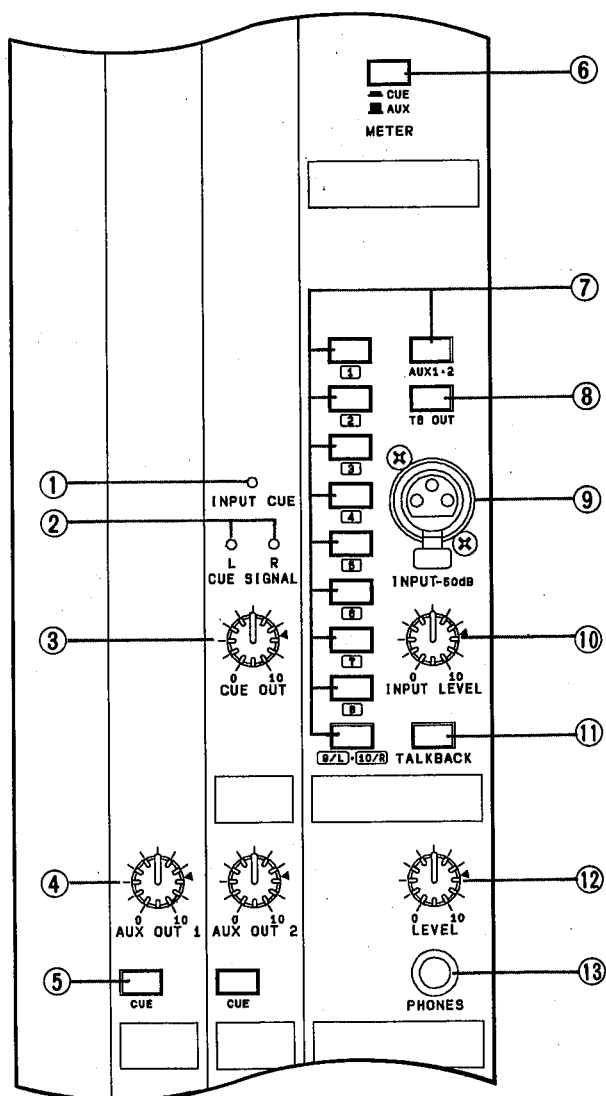 ⑥
CUE
AUX
METER
⑦
1
AUX1·2
2
TB OUT
⑧
3
①
INPUT CUE
4
⑨
②
L R
CUE SIGNAL
5
INPUT-60dB
6
③
0 10
CUE OUT
7
0 10
INPUT LEVEL
⑩
8
9/L · 10/R
TALKBACK
⑪
④
0 10
AUX OUT 1
0 10
AUX OUT 2
0 10
LEVEL
⑫
⑤
CUE
CUE
PHONES
⑬